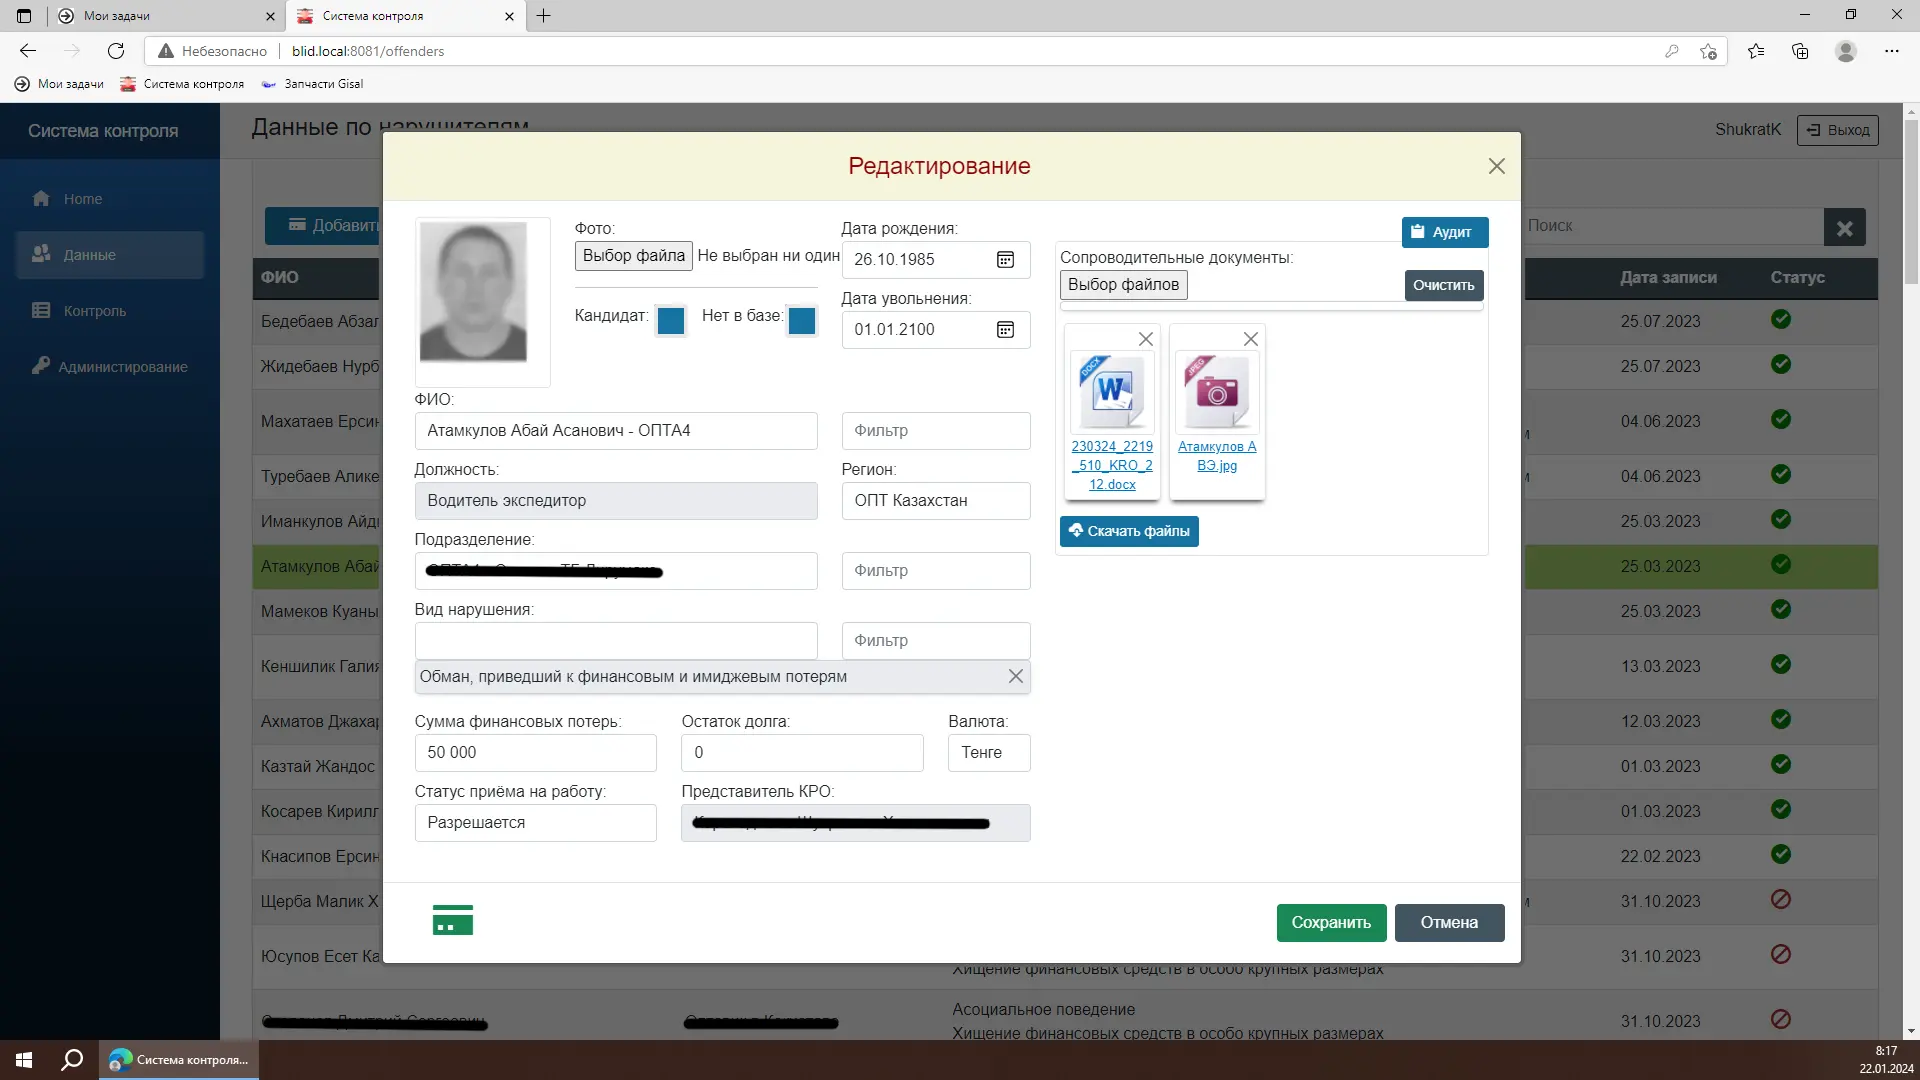 Мои задачи
Система контроля
Небезопасно
blid.local:8081/offenders
Мои задачи
Система контроля
Запчасти Gisal
Система контроля
Данные по нарушителям
ShukratK
Выход
Home
Данные
Контроль
Администрирование
Добавить
Поиск
ФИО
Дата записи
Статус
Бедебаев Абзал
25.07.2023
Жидебаев Нурб
25.07.2023
Махатаев Ерсин
04.06.2023
Туребаев Алике
04.06.2023
Иманкулов Айди
25.03.2023
Атамкулов Абай
25.03.2023
Мамеков Куаны
25.03.2023
Кеншилик Галия
13.03.2023
Ахматов Джахар
12.03.2023
Казтай Жандос
01.03.2023
Косарев Кирилл
01.03.2023
Кнасипов Ерсин
22.02.2023
Щерба Малик Х
31.10.2023
Юсупов Есет Ка
31.10.2023
Хищение финансовых средств в особо крупных размерах
Асоциальное поведение
Хищение финансовых средств в особо крупных размерах
31.10.2023
Редактирование
Фото:
Выбор файла
Не выбран ни один
Кандидат:
Нет в базе:
Дата рождения:
26.10.1985
Дата увольнения:
01.01.2100
ФИО:
Атамкулов Абай Асанович - ОПТА4
Фильтр
Должность:
Водитель экспедитор
Регион:
ОПТ Казахстан
Подразделение:
Фильтр
Вид нарушения:
Фильтр
Обман, приведший к финансовым и имиджевым потерям
Сумма финансовых потерь:
50 000
Остаток долга:
0
Валюта:
Тенге
Статус приёма на работу:
Разрешается
Представитель КРО:
Аудит
Сопроводительные документы:
Выбор файлов
Очистить
DOCX
W
230324_2219
_510_KRO_2
12.docx
JPEG
Атамкулов А
ВЭ.jpg
Скачать файлы
Сохранить
Отмена
Система контроля...
8:17
22.01.2024